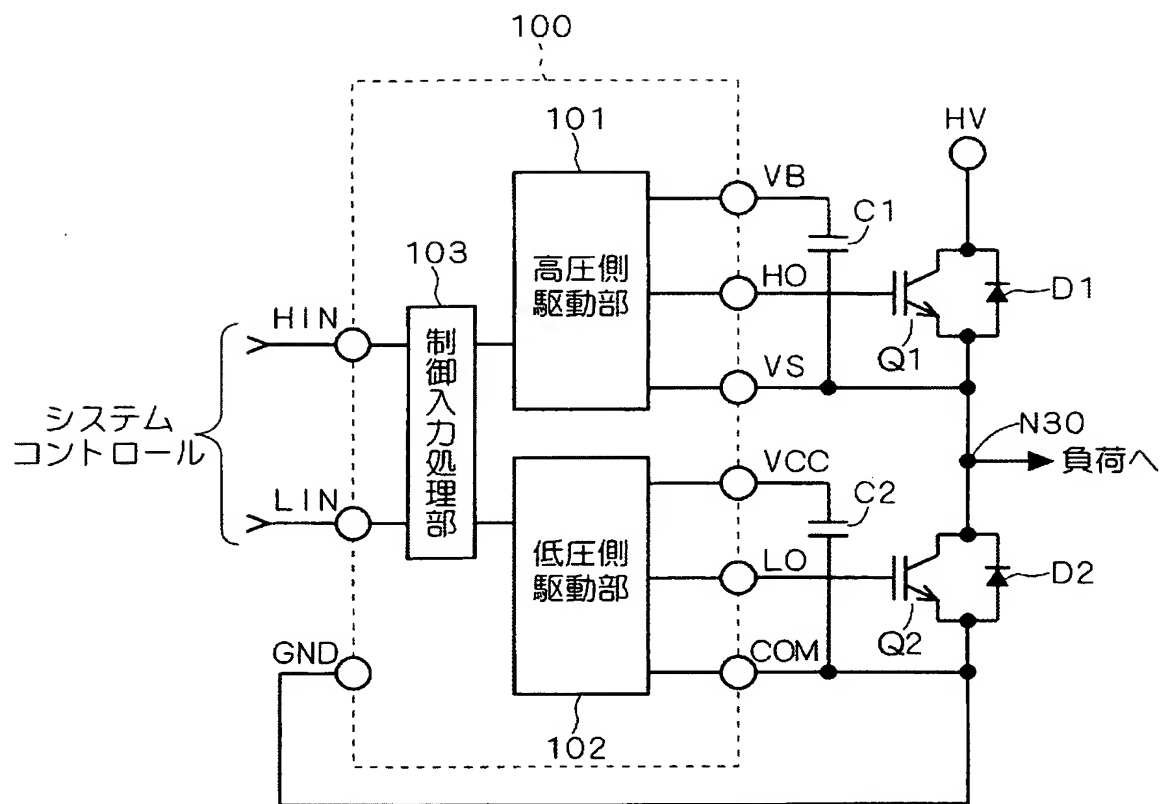 100
101
HV
VB
C1
103
高圧側
駆動部
HO
D1
HIN
Q1
制御入力処理部
VS
システム
コントロール
N30
負荷へ
VCC
LIN
C2
低圧側
駆動部
LO
D2
Q2
GND
COM
102